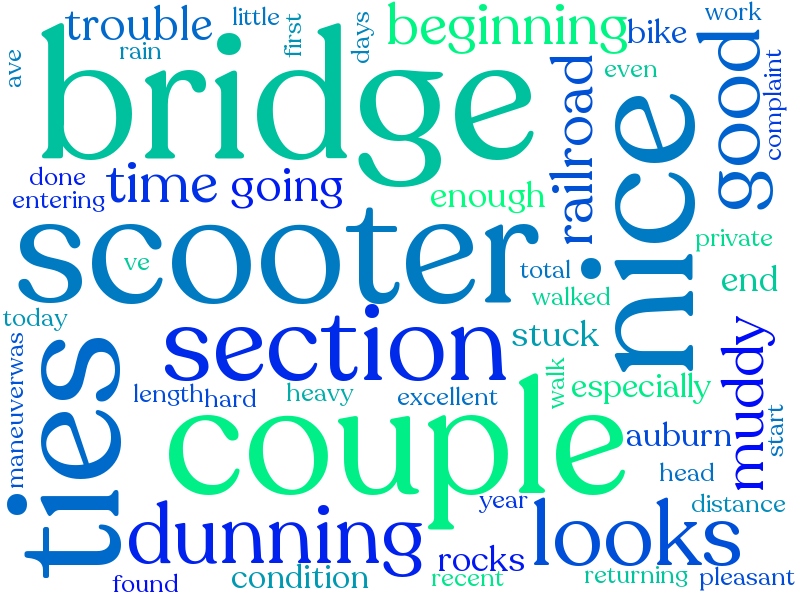 trouble
little
first
days
beginning
bike
work
ave
rain
bridge
even
railroad
nice
good
complaint
done
entering
time
going
enough
private
scooter
ve
total
walked
end
today
section
stuck
muddy
maneuverwas
ties
length
hard
heavy
excellent
walk
especially
start
couple
auburn
head
year
distance
dunning
looks
rocks
found
condition
recent
returning
pleasant